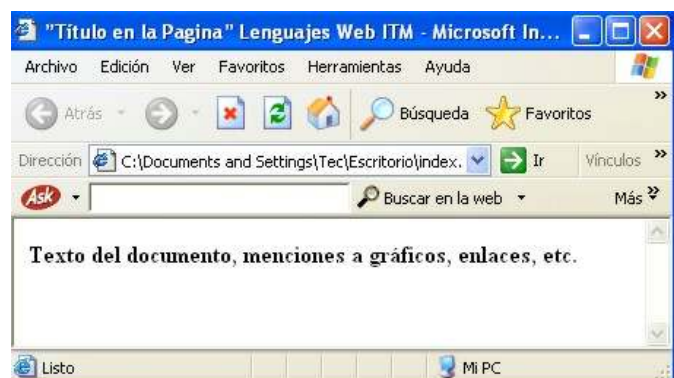 "Título en la Pagina" Lenguajes Web ITM - Microsoft In...
Archivo Edición Ver Favoritos Herramientas Ayuda
Atrás Búsqueda Favoritos »
Dirección C:\Documents and Settings\Tec\Escritorio\index. Ir Vínculos »
Ask Buscar en la web Más »
Texto del documento, menciones a gráficos, enlaces, etc.
Listo Mi PC